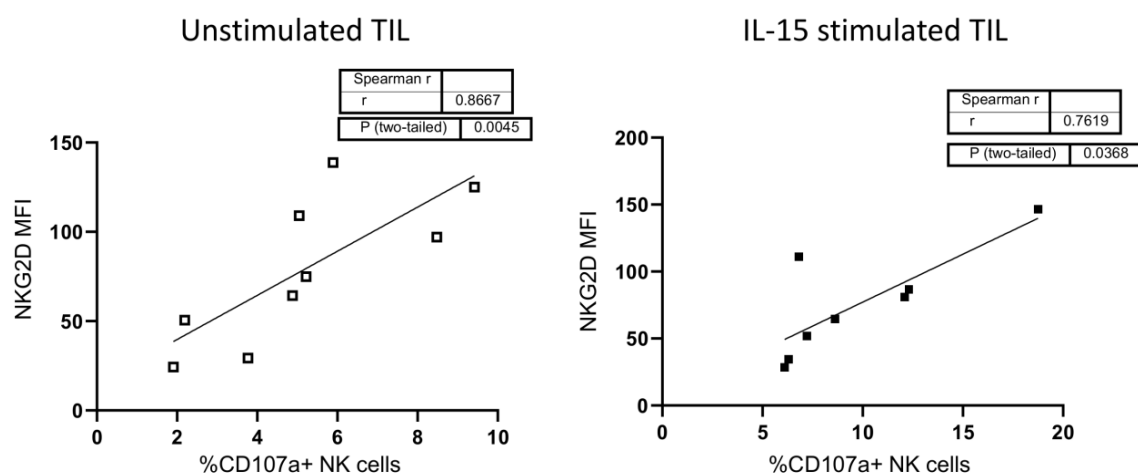 Unstimulated TIL
Spearman r
r 0.8667
P (two-tailed) 0.0045
150
100
50
0
NKG2D MFI
0 2 4 6 8 10
%CD107a+ NK cells
IL-15 stimulated TIL
Spearman r
r 0.7619
P (two-tailed) 0.0368
200
150
100
50
0
NKG2D MFI
0 5 10 15 20
%CD107a+ NK cells